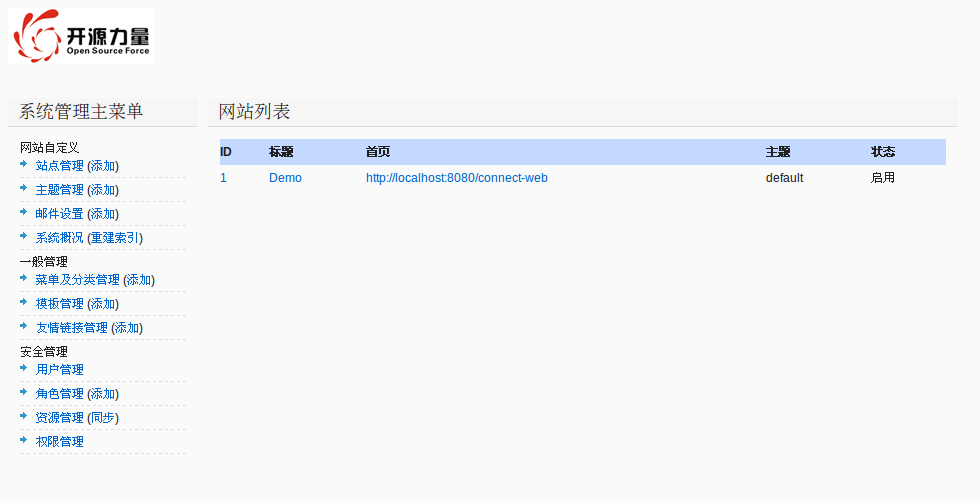 开源力量
Open Source Force
系统管理主菜单
网站自定义
站点管理 (添加)
主题管理 (添加)
邮件设置 (添加)
系统概况 (重建索引)
一般管理
菜单及分类管理 (添加)
模板管理 (添加)
友情链接管理 (添加)
安全管理
用户管理
角色管理 (添加)
资源管理 (同步)
权限管理
网站列表
ID 标题 首页 主题 状态
1 Demo http://localhost:8080/connect-web default 启用